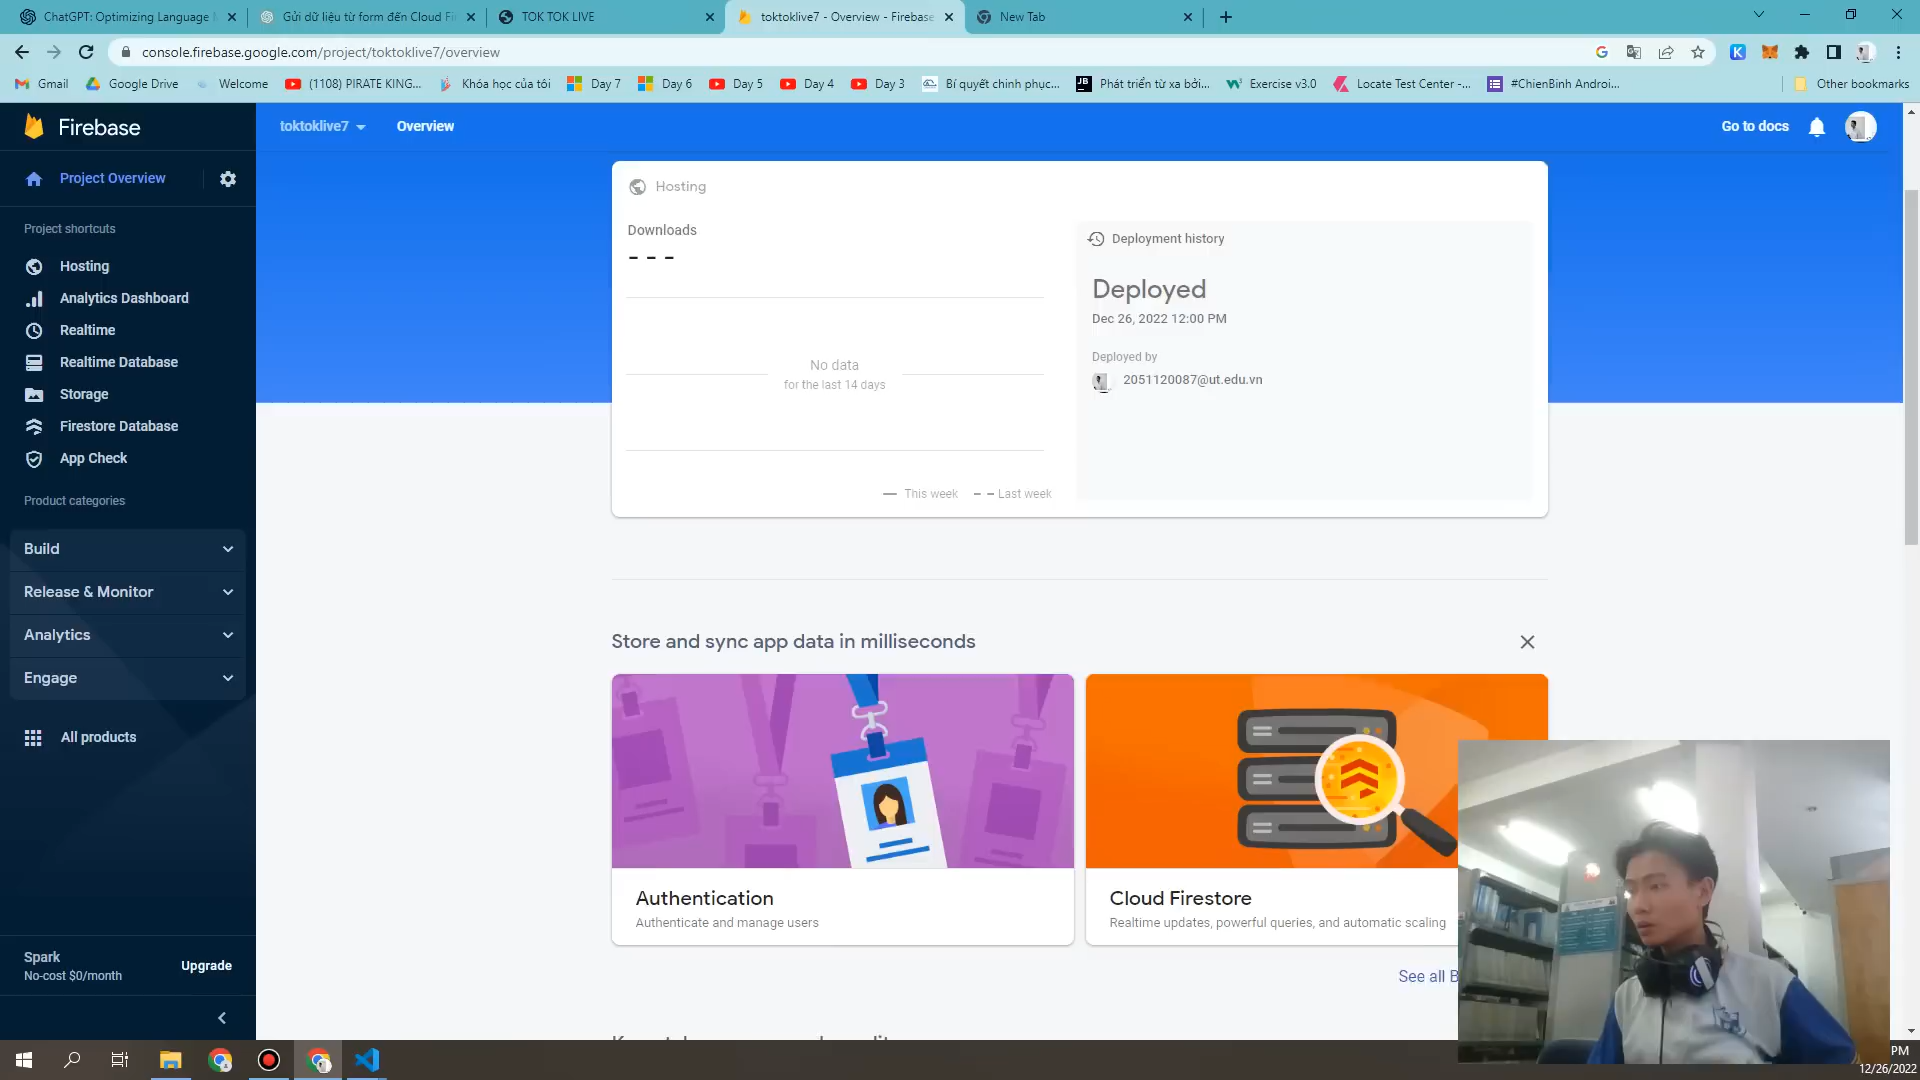 ChatGPT: Optimizing Language
Gửi dữ liệu từ form đến Cloud Fi
TOK TOK LIVE
toktoklive7 - Overview - Firebase
New Tab
console.firebase.google.com/project/toktoklive7/overview
Gmail
Google Drive
Welcome
(1108) PIRATE KING...
Khóa học của tôi
Day 7
Day 6
Day 5
Day 4
Day 3
Bí quyết chinh phục...
Phát triển từ xa bởi...
Exercise v3.0
Locate Test Center -...
#ChienBinh Androi...
Other bookmarks
Firebase
toktoklive7
Overview
Go to docs
Project Overview
Project shortcuts
Hosting
Analytics Dashboard
Realtime
Realtime Database
Storage
Firestore Database
App Check
Product categories
Build
Release & Monitor
Analytics
Engage
All products
Spark
No-cost $0/month
Upgrade
Hosting
Downloads
- - -
No data
for the last 14 days
This week
Last week
Deployment history
Deployed
Dec 26, 2022 12:00 PM
Deployed by
2051120087@ut.edu.vn
Store and sync app data in milliseconds
Authentication
Authenticate and manage users
Cloud Firestore
Realtime updates, powerful queries, and automatic scaling
See all B
PM
12/26/2022